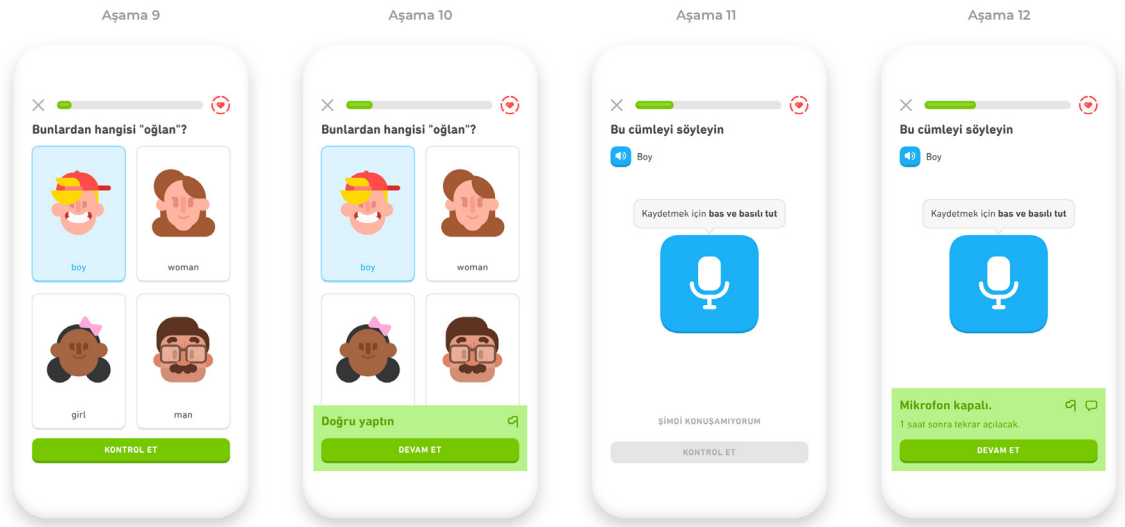 Aşama 9
Bunlardan hangisi "oğlan"?
boy
woman
girl
man
KONTROL ET
Aşama 10
Bunlardan hangisi "oğlan"?
boy
woman
Doğru yaptın
DEVAM ET
Aşama 11
Bu cümleyi söyleyin
Boy
Kaydetmek için bas ve basılı tut
ŞİMDİ KONUŞAMIYORUM
KONTROL ET
Aşama 12
Bu cümleyi söyleyin
Boy
Kaydetmek için bas ve basılı tut
Mikrofon kapalı.
1 saat sonra tekrar açılacak.
DEVAM ET